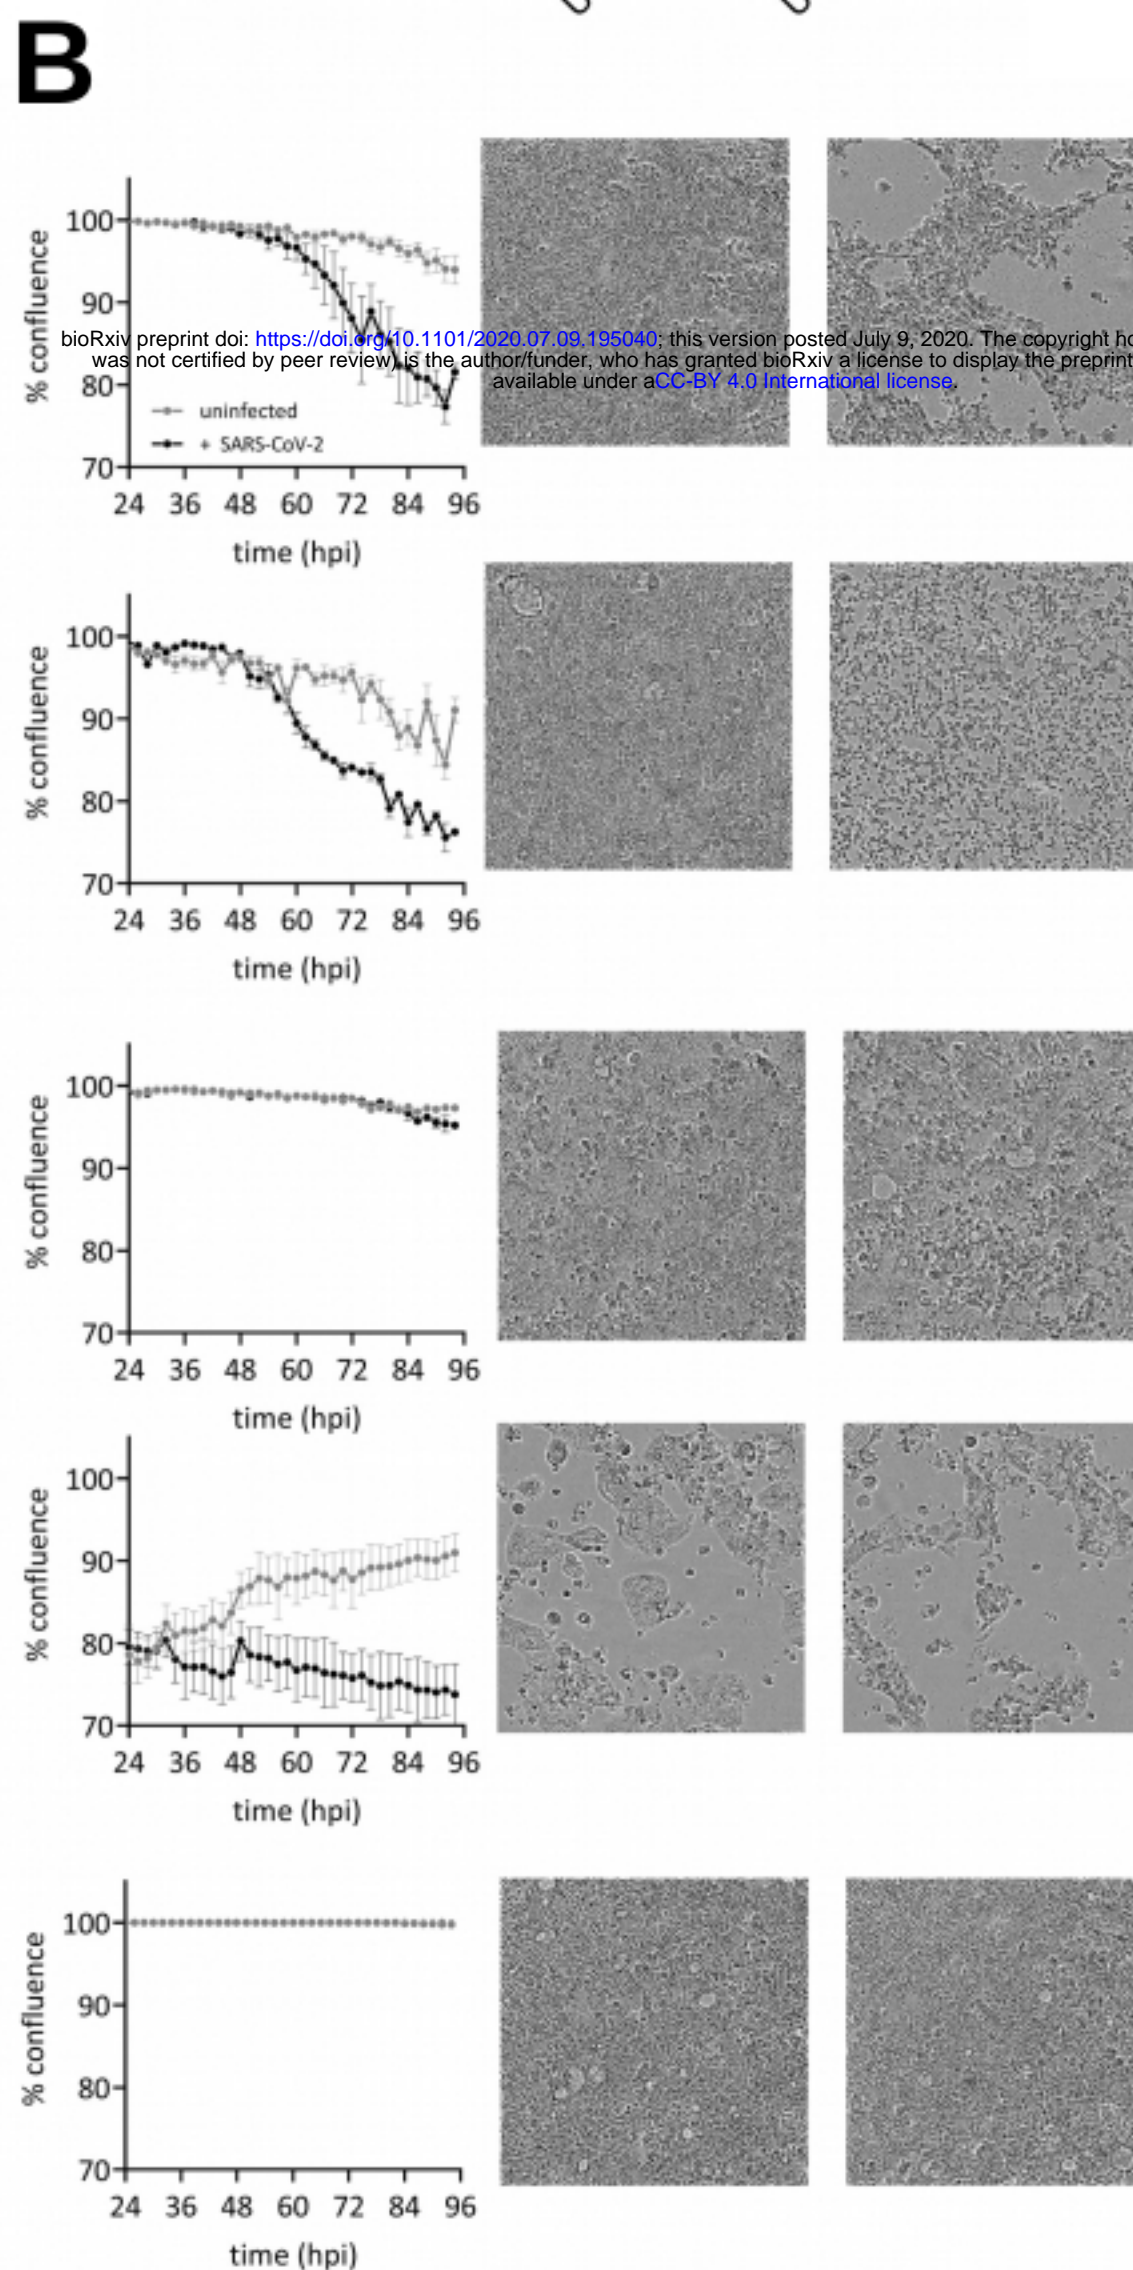 B
% confluence
100
90
bioRxiv preprint doi: https://doi.org/10.1101/2020.07.09.195040; this version posted July 9, 2020. The copyright ho
was not certified by peer review) is the author/funder, who has granted bioRxiv a license to display the preprint
available under aCC-BY 4.0 International license.
80
uninfected
+ SARS-CoV-2
70
24 36 48 60 72 84 96
time (hpi)
% confluence
100
90
80
70
24 36 48 60 72 84 96
time (hpi)
% confluence
100
90
80
70
24 36 48 60 72 84 96
time (hpi)
% confluence
100
90
80
70
24 36 48 60 72 84 96
time (hpi)
% confluence
100
90
80
70
24 36 48 60 72 84 96
time (hpi)